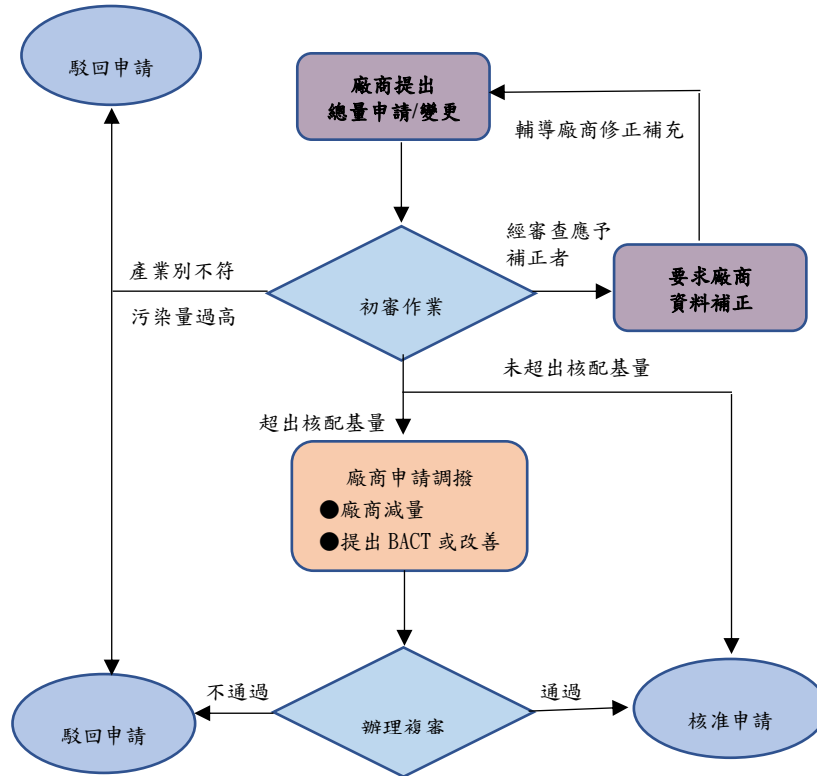 駁回申請
廠商提出
總量申請/變更
輔導廠商修正補充
經審查應予
補正者
產業別不符
污染量過高
初審作業
要求廠商
資料補正
未超出核配基量
超出核配基量
廠商申請調撥
●廠商減量
●提出 BACT 或改善
不通過
通過
駁回申請
辦理複審
核准申請